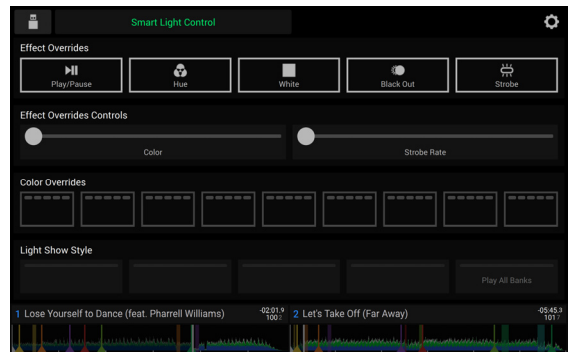 Smart Light Control
Effect Overrides
Play/Pause
Hue
White
Black Out
Strobe
Effect Overrides Controls
Color
Strobe Rate
Color Overrides
Light Show Style
Play All Banks
1 Lose Yourself to Dance (feat. Pharrell Williams)
-02:01.9
100
2 Let's Take Off (Far Away)
-05:45.3
101